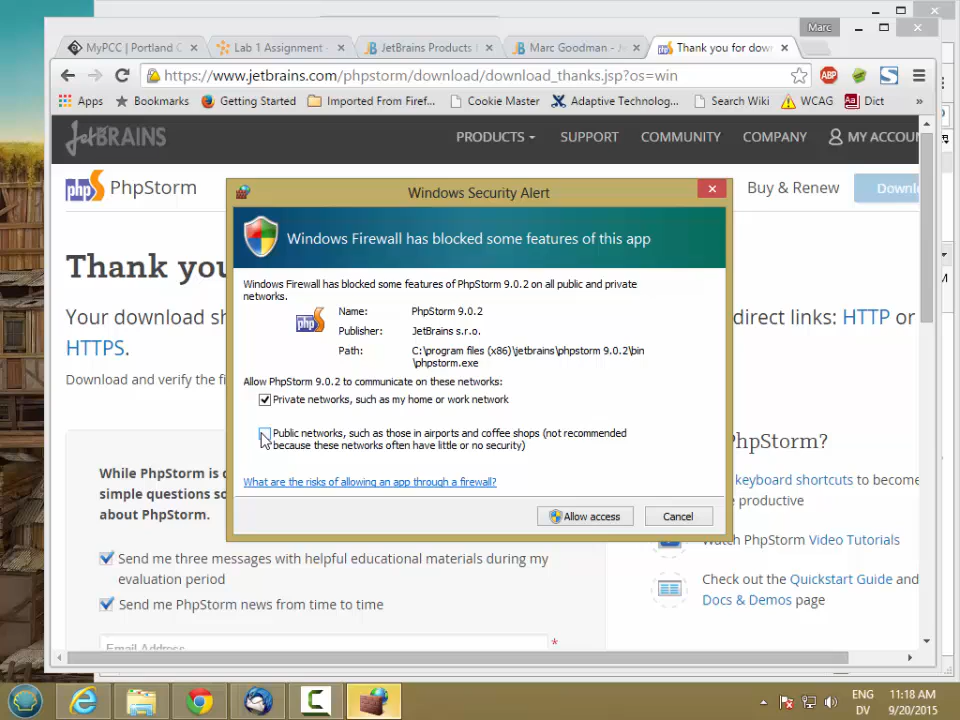 Marc
MyPCC | Portland C
Lab 1 Assignment -
JetBrains Products
Marc Goodman -
Thank you for dow
https://www.jetbrains.com/phpstorm/download/download_thanks.jsp?os=win
ABP
Apps
Bookmarks
Getting Started
Imported From Firef...
Cookie Master
Adaptive Technolog...
Search Wiki
WCAG
Dict
»
JetBRAINS
PRODUCTS
SUPPORT
COMMUNITY
COMPANY
MY ACCOUN
PhpStorm
Buy & Renew
Downl
Windows Security Alert
Windows Firewall has blocked some features of this app
Windows Firewall has blocked some features of PhpStorm 9.0.2 on all public and private
networks.
Name: PhpStorm 9.0.2
Publisher: JetBrains s.r.o.
Path: C:\program files (x86)\jetbrains\phpstorm 9.0.2\bin
\phpstorm.exe
Allow PhpStorm 9.0.2 to communicate on these networks:
Private networks, such as my home or work network
Public networks, such as those in airports and coffee shops (not recommended
because these networks often have little or no security)
What are the risks of allowing an app through a firewall?
Allow access
Cancel
Thank you
Your download sh
direct links: HTTP or
HTTPS.
Download and verify the fi
While PhpStorm is d
simple questions so
about PhpStorm.
Send me three messages with helpful educational materials during my
evaluation period
Send me PhpStorm news from time to time
Email Address
*
hpStorm?
keyboard shortcuts to become
productive
Watch PhpStorm Video Tutorials
Check out the Quickstart Guide and
Docs & Demos page
ENG
DV
11:18 AM
9/20/2015